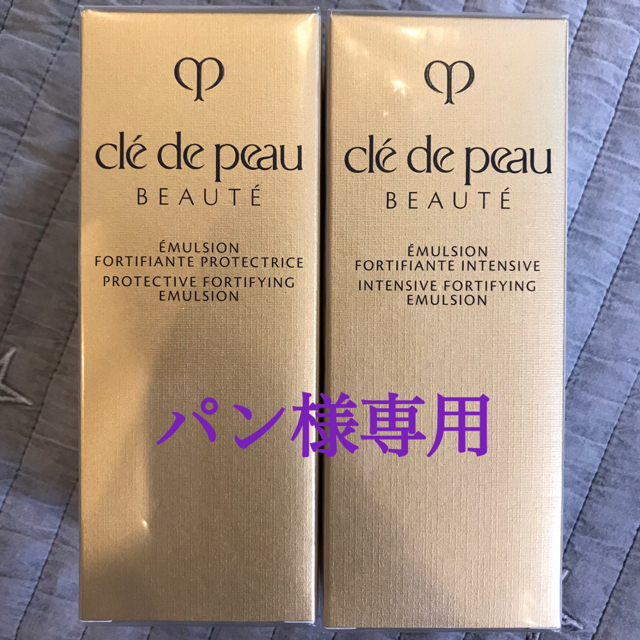 clé de peau
BEAUTÉ
ÉMULSION
FORTIFIANTE PROTECTRICE
PROTECTIVE FORTIFYING
EMULSION
clé de peau
BEAUTÉ
ÉMULSION
FORTIFIANTE INTENSIVE
INTENSIVE FORTIFYING
EMULSION
パン様専用